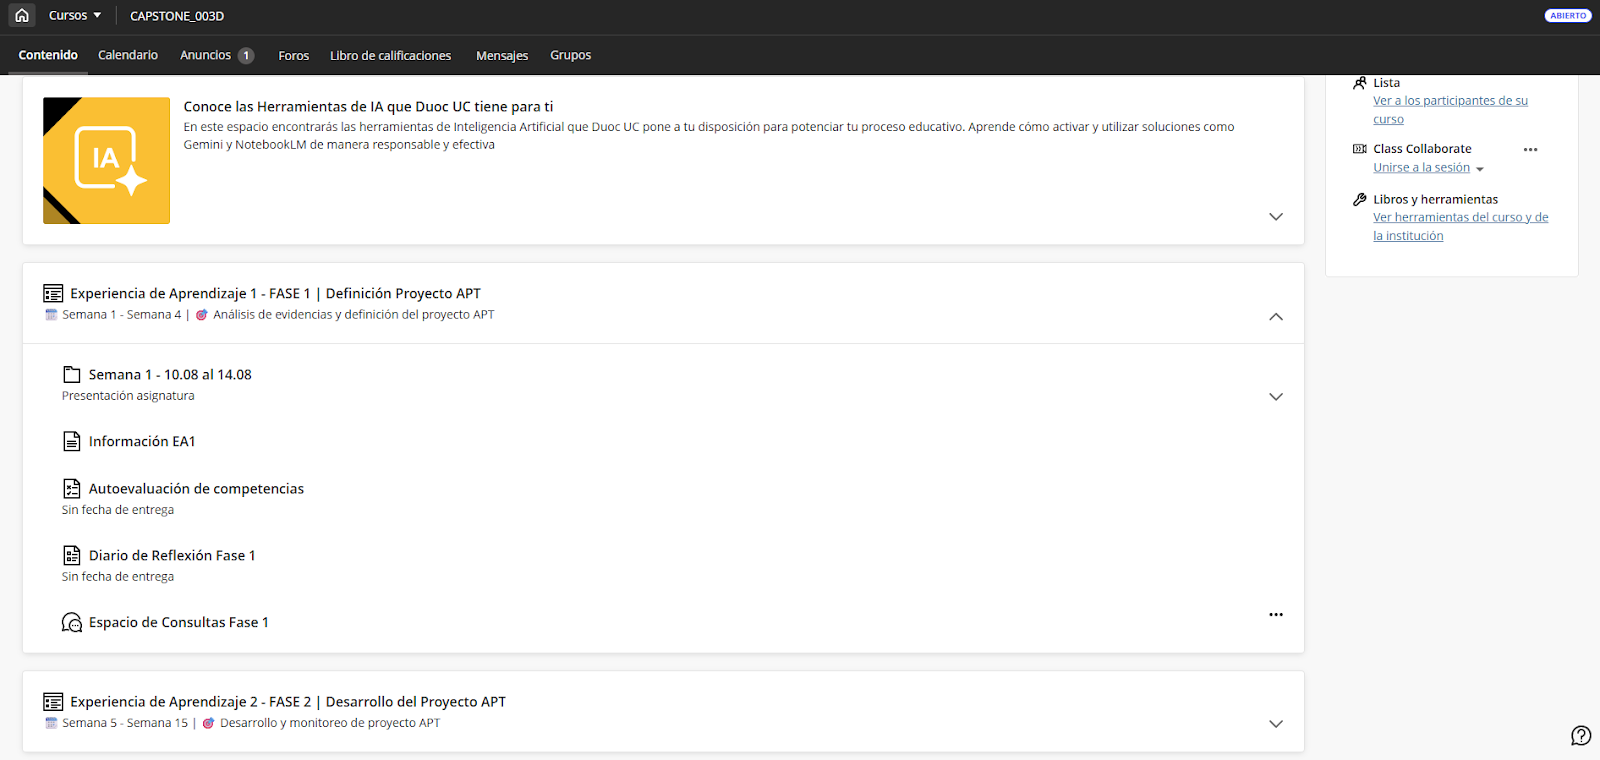 Cursos
CAPSTONE_003D
ABIERTO
Contenido
Calendario
Anuncios 1
Foros
Libro de calificaciones
Mensajes
Grupos
IA
Conoce las Herramientas de IA que Duoc UC tiene para ti
En este espacio encontrarás las herramientas de Inteligencia Artificial que Duoc UC pone a tu disposición para potenciar tu proceso educativo. Aprende cómo activar y utilizar soluciones como
Gemini y NotebookLM de manera responsable y efectiva
Experiencia de Aprendizaje 1 - FASE 1 | Definición Proyecto APT
Semana 1 - Semana 4 | Análisis de evidencias y definición del proyecto APT
Semana 1 - 10.08 al 14.08
Presentación asignatura
Información EA1
Autoevaluación de competencias
Sin fecha de entrega
Diario de Reflexión Fase 1
Sin fecha de entrega
Espacio de Consultas Fase 1
Experiencia de Aprendizaje 2 - FASE 2 | Desarrollo del Proyecto APT
Semana 5 - Semana 15 | Desarrollo y monitoreo de proyecto APT
Lista
Ver a los participantes de su
curso
Class Collaborate
Unirse a la sesión
Libros y herramientas
Ver herramientas del curso y de
la institución